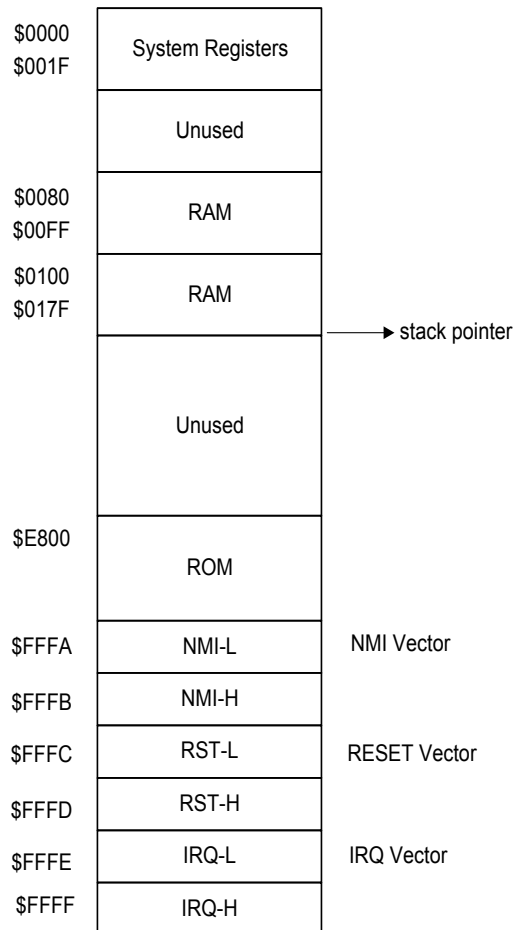 $0000
$001F
System Registers
Unused
$0080
$00FF
RAM
$0100
$017F
RAM
stack pointer
Unused
$E800
ROM
$FFFA
NMI-L
NMI Vector
$FFFB
NMI-H
$FFFC
RST-L
RESET Vector
$FFFD
RST-H
$FFFE
IRQ-L
IRQ Vector
$FFFF
IRQ-H